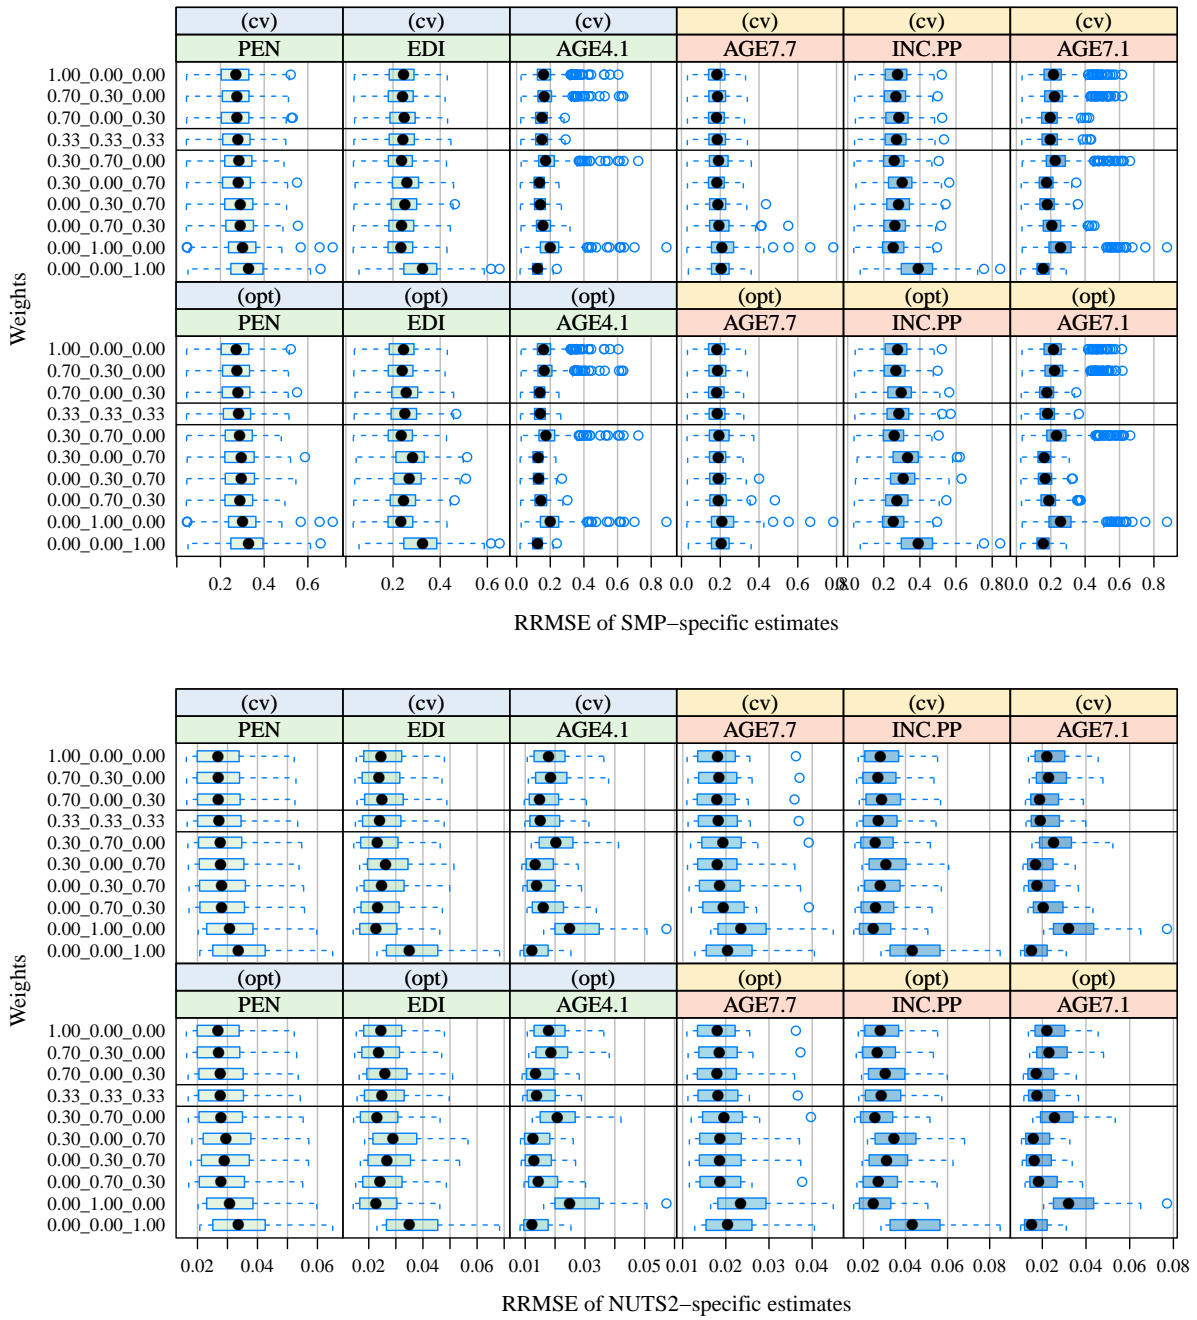 (cv) (cv) (cv) (cv) (cv) (cv)
PEN EDI AGE4.1 AGE7.7 INC.PP AGE7.1
1.00_0.00_0.00
0.70_0.30_0.00
0.70_0.00_0.30
0.33_0.33_0.33
0.30_0.70_0.00
0.30_0.00_0.70
0.00_0.30_0.70
0.00_0.70_0.30
0.00_1.00_0.00
0.00_0.00_1.00
Weights
(opt) (opt) (opt) (opt) (opt) (opt)
PEN EDI AGE4.1 AGE7.7 INC.PP AGE7.1
1.00_0.00_0.00
0.70_0.30_0.00
0.70_0.00_0.30
0.33_0.33_0.33
0.30_0.70_0.00
0.30_0.00_0.70
0.00_0.30_0.70
0.00_0.70_0.30
0.00_1.00_0.00
0.00_0.00_1.00
0.2 0.4 0.6 0.2 0.4 0.6 0.0 0.2 0.4 0.6 0.8 0.0 0.2 0.4 0.6 0.8 0.0 0.2 0.4 0.6 0.8 0.0 0.2 0.4 0.6 0.8
RRMSE of SMP−specific estimates
(cv) (cv) (cv) (cv) (cv) (cv)
PEN EDI AGE4.1 AGE7.7 INC.PP AGE7.1
1.00_0.00_0.00
0.70_0.30_0.00
0.70_0.00_0.30
0.33_0.33_0.33
0.30_0.70_0.00
0.30_0.00_0.70
0.00_0.30_0.70
0.00_0.70_0.30
0.00_1.00_0.00
0.00_0.00_1.00
Weights
(opt) (opt) (opt) (opt) (opt) (opt)
PEN EDI AGE4.1 AGE7.7 INC.PP AGE7.1
1.00_0.00_0.00
0.70_0.30_0.00
0.70_0.00_0.30
0.33_0.33_0.33
0.30_0.70_0.00
0.30_0.00_0.70
0.00_0.30_0.70
0.00_0.70_0.30
0.00_1.00_0.00
0.00_0.00_1.00
0.02 0.04 0.06 0.02 0.04 0.06 0.01 0.03 0.05 0.01 0.02 0.03 0.04 0.02 0.04 0.06 0.08 0.02 0.04 0.06 0.08
RRMSE of NUTS2−specific estimates